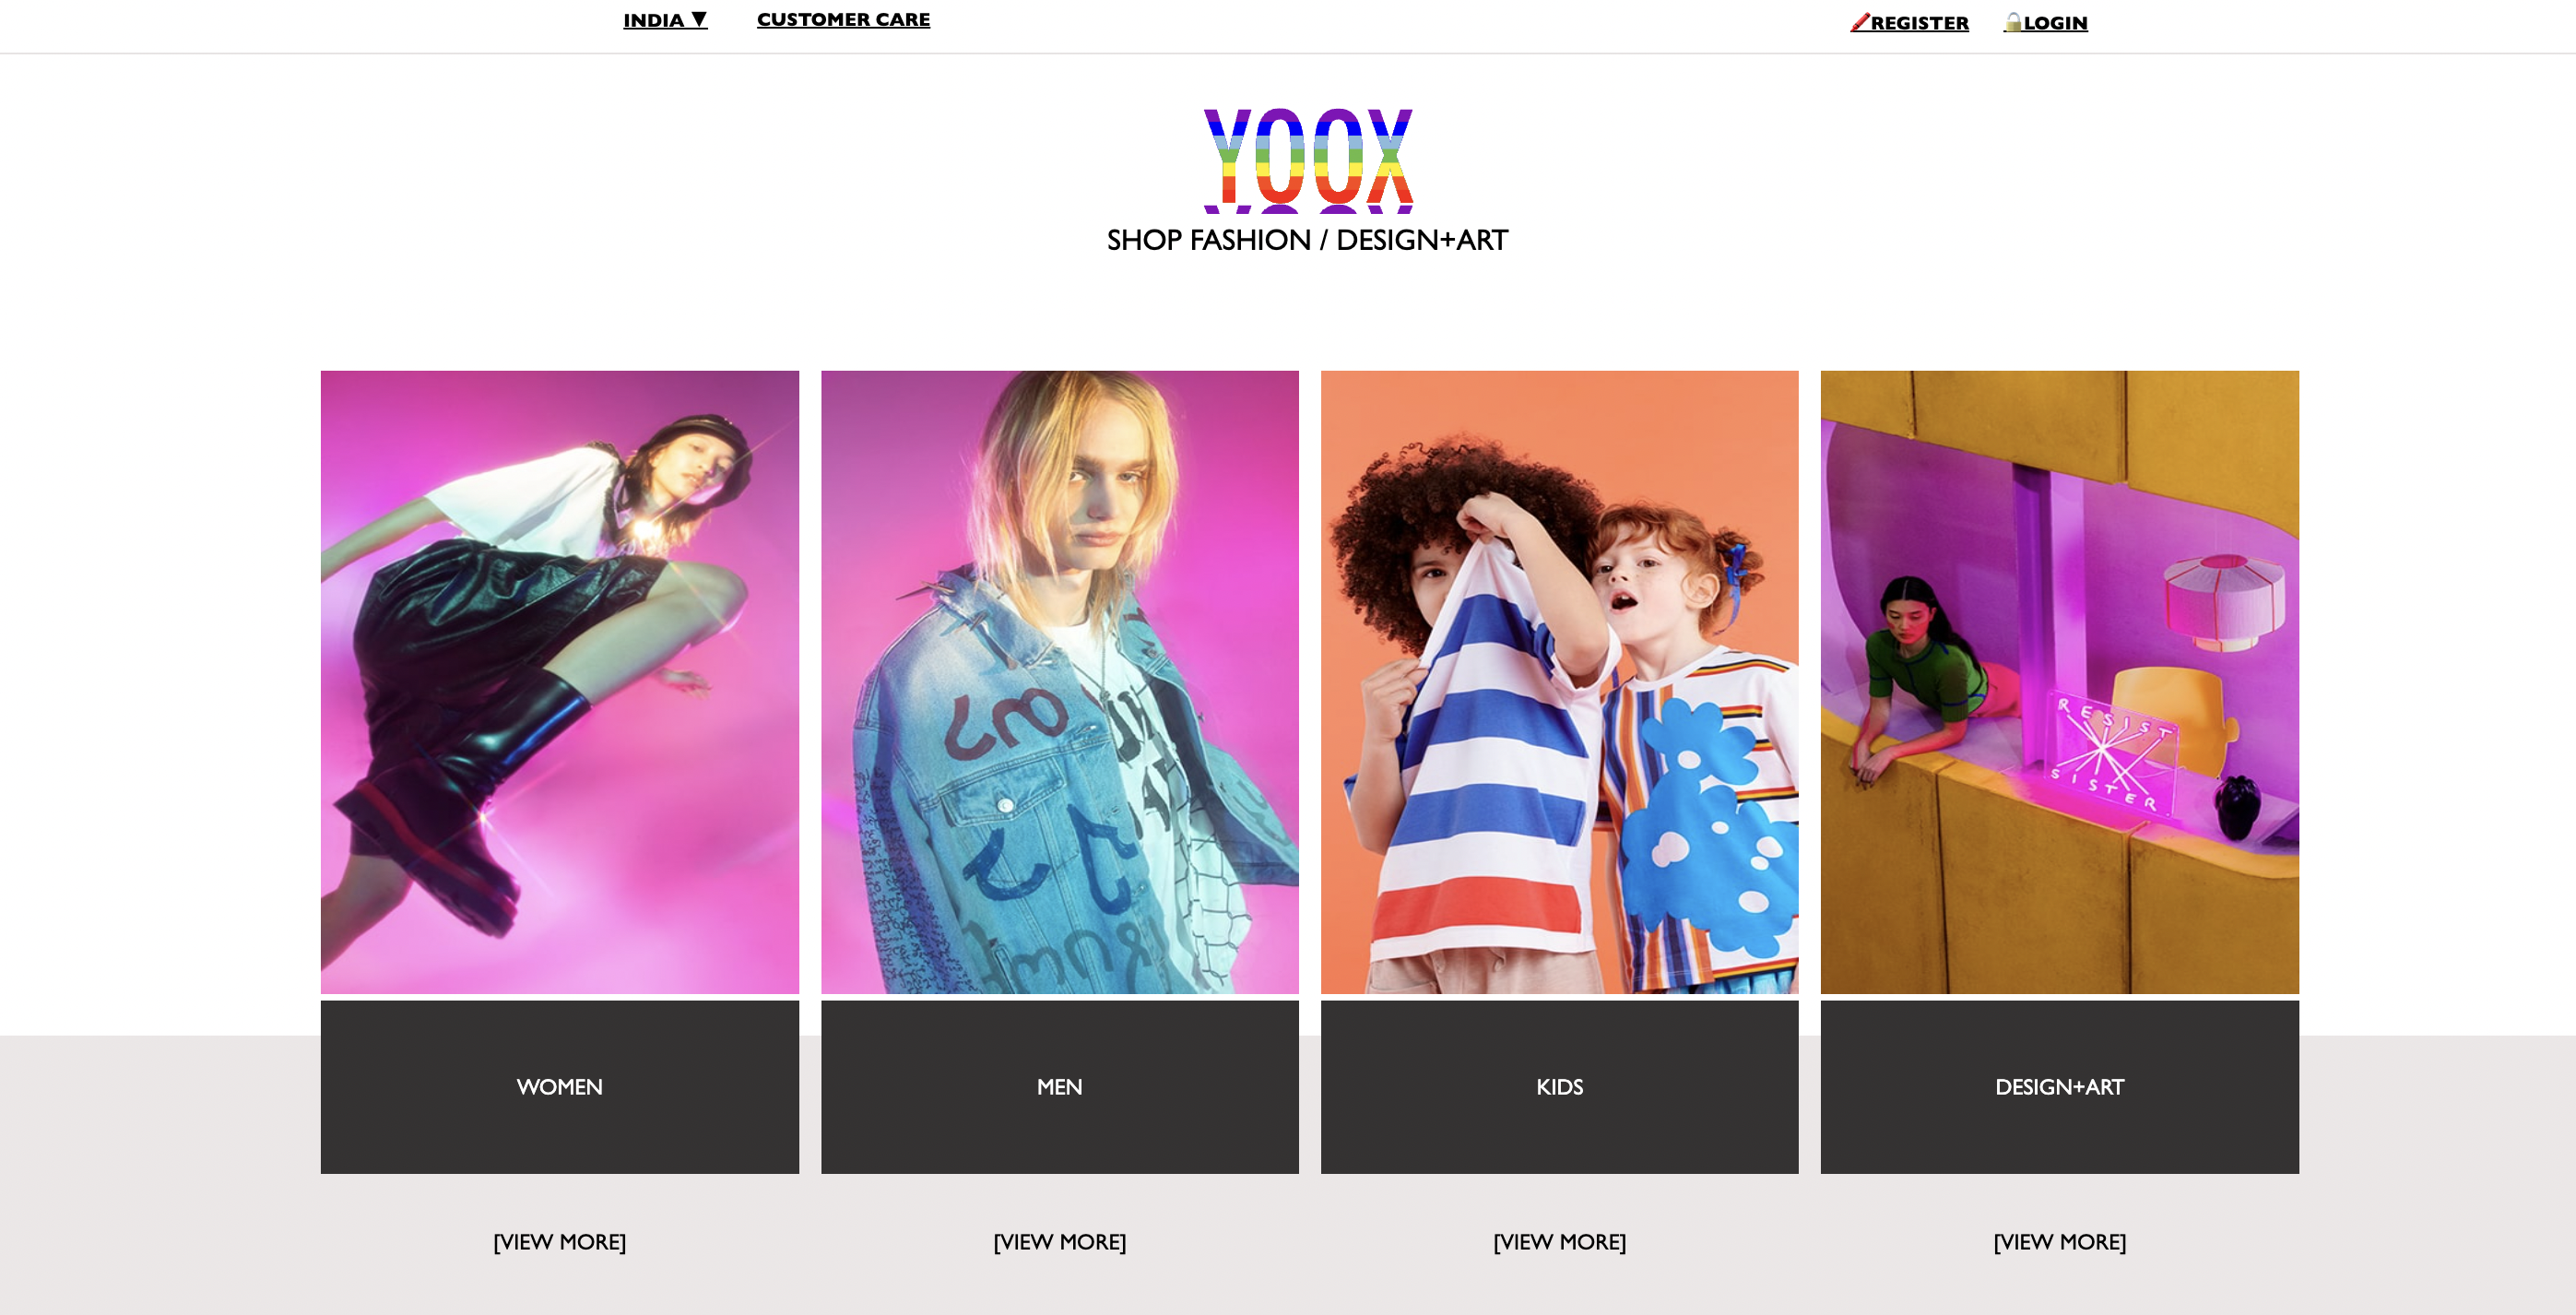 INDIA ▼ CUSTOMER CARE REGISTER LOGIN
YOOX
SHOP FASHION / DESIGN+ART
RESIST
SISTER
WOMEN MEN KIDS DESIGN+ART
[VIEW MORE] [VIEW MORE] [VIEW MORE] [VIEW MORE]